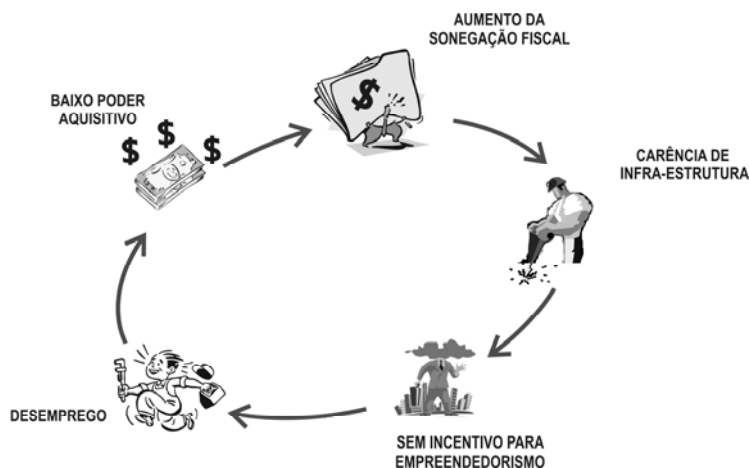 AUMENTO DA
SONEGAÇÃO FISCAL
BAIXO PODER
AQUISITIVO
$ $ $
$
CARÊNCIA DE
INFRA-ESTRUTURA
DESEMPREGO
SEM INCENTIVO PARA
EMPREENDEDORISMO